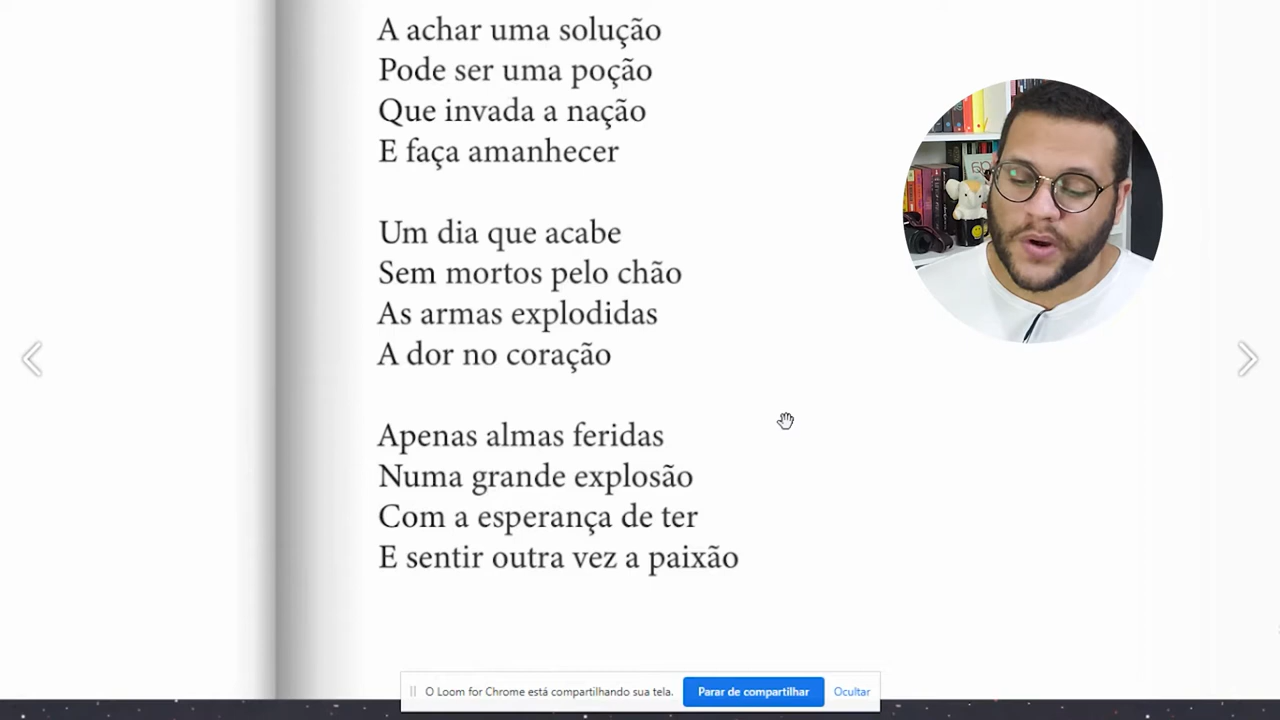 A achar uma solução
Pode ser uma poção
Que invada a nação
E faça amanhecer
Um dia que acabe
Sem mortos pelo chão
As armas explodidas
A dor no coração
Apenas almas feridas
Numa grande explosão
Com a esperança de ter
E sentir outra vez a paixão
O Loom for Chrome está compartilhando sua tela.
Parar de compartilhar
Ocultar